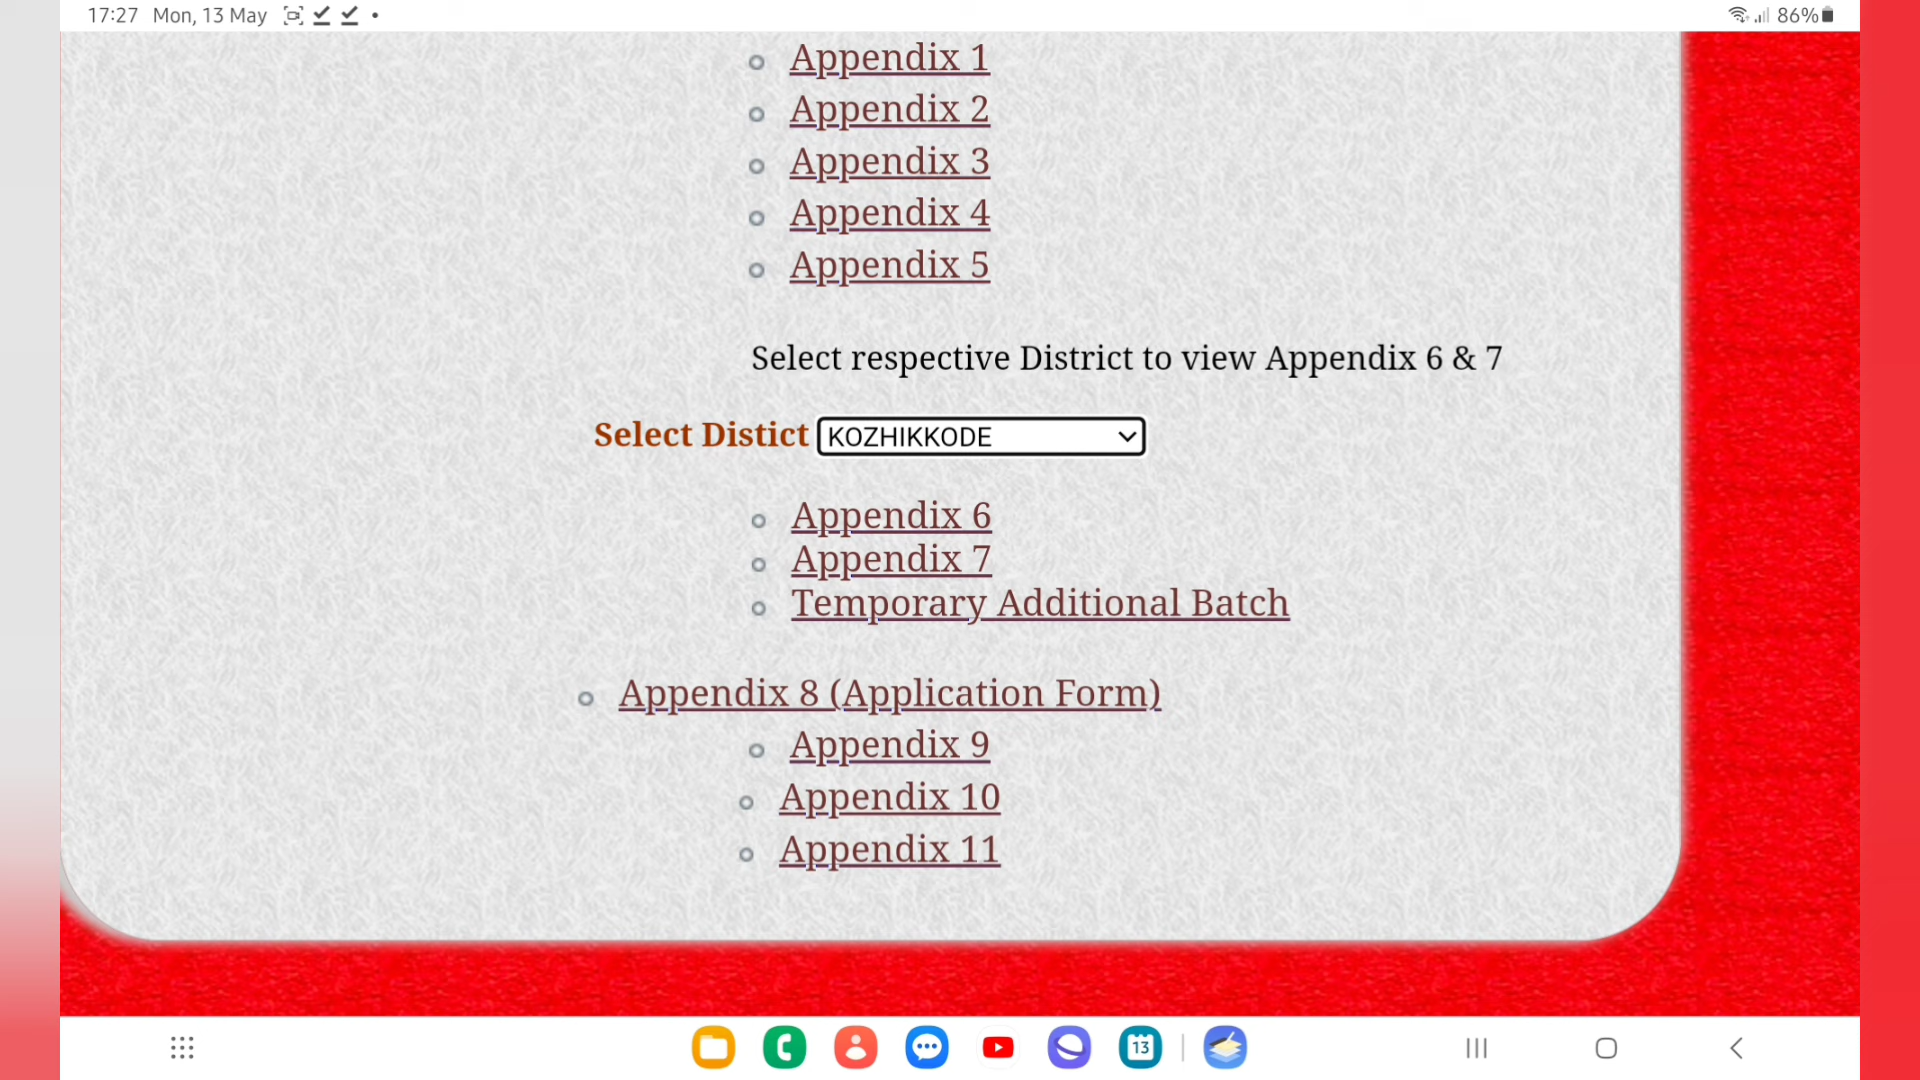 17:27 Mon, 13 May
86%
Appendix 1
Appendix 2
Appendix 3
Appendix 4
Appendix 5
Select respective District to view Appendix 6 & 7
Select Distict KOZHIKKODE
Appendix 6
Appendix 7
Temporary Additional Batch
Appendix 8 (Application Form)
Appendix 9
Appendix 10
Appendix 11
13